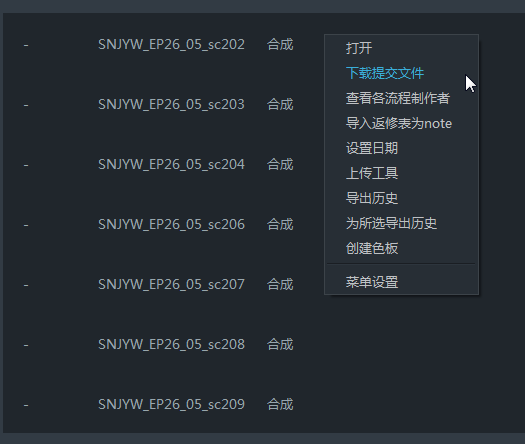 - SNJYW_EP26_05_sc202 合成
打开
下载提交文件
- SNJYW_EP26_05_sc203 合成
查看各流程制作者
导入返修表为note
设置日期
- SNJYW_EP26_05_sc204 合成
上传工具
导出历史
- SNJYW_EP26_05_sc206 合成
为所选导出历史
创建色板
- SNJYW_EP26_05_sc207 合成
菜单设置
- SNJYW_EP26_05_sc208 合成
- SNJYW_EP26_05_sc209 合成